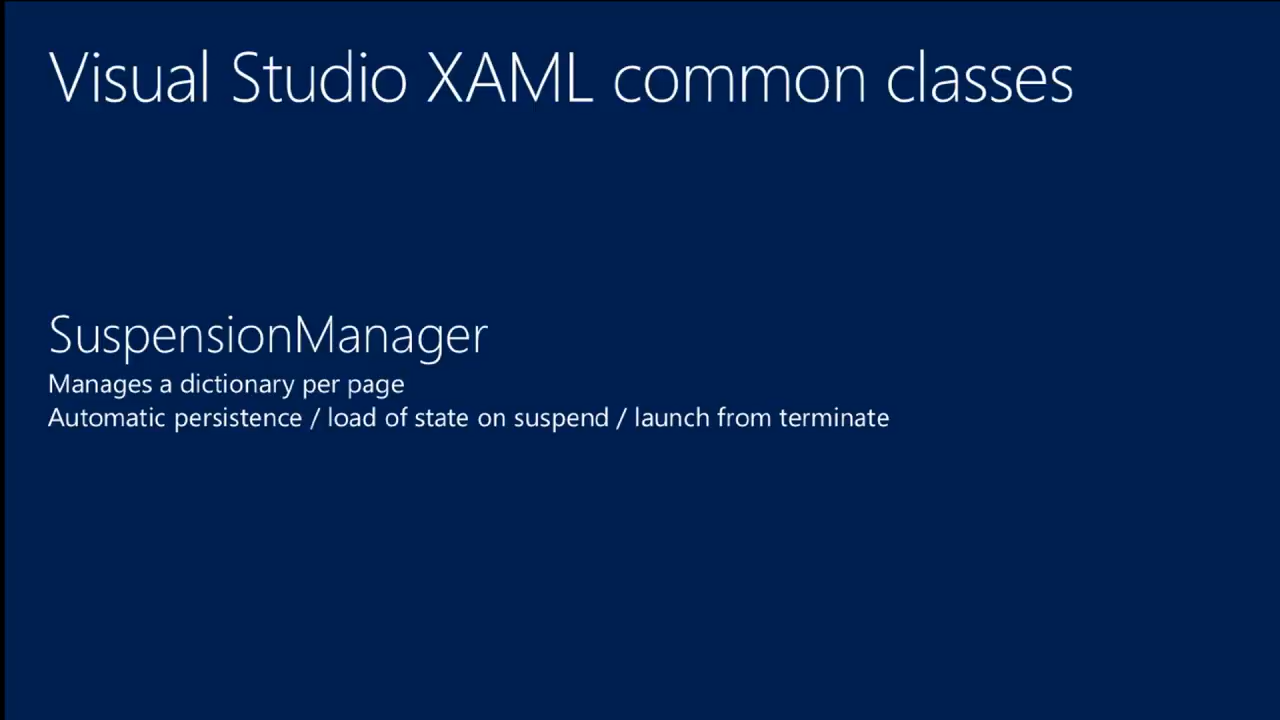 Visual Studio XAML common classes
SuspensionManager
Manages a dictionary per page
Automatic persistence / load of state on suspend / launch from terminate